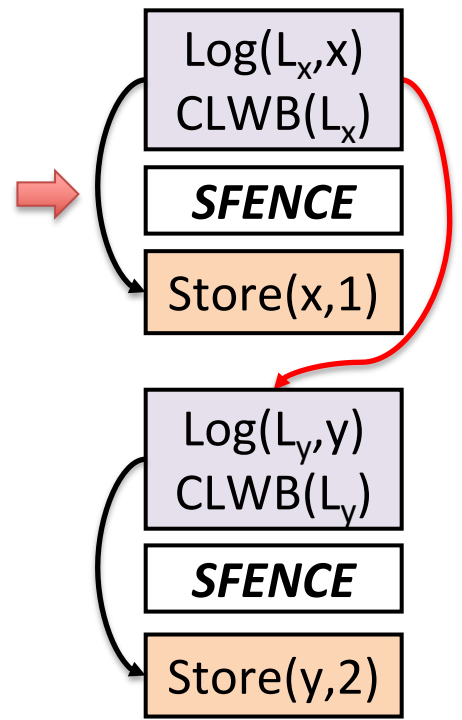 Log(Lx,x)
CLWB(Lx)
SFENCE
Store(x,1)
Log(Ly,y)
CLWB(Ly)
SFENCE
Store(y,2)